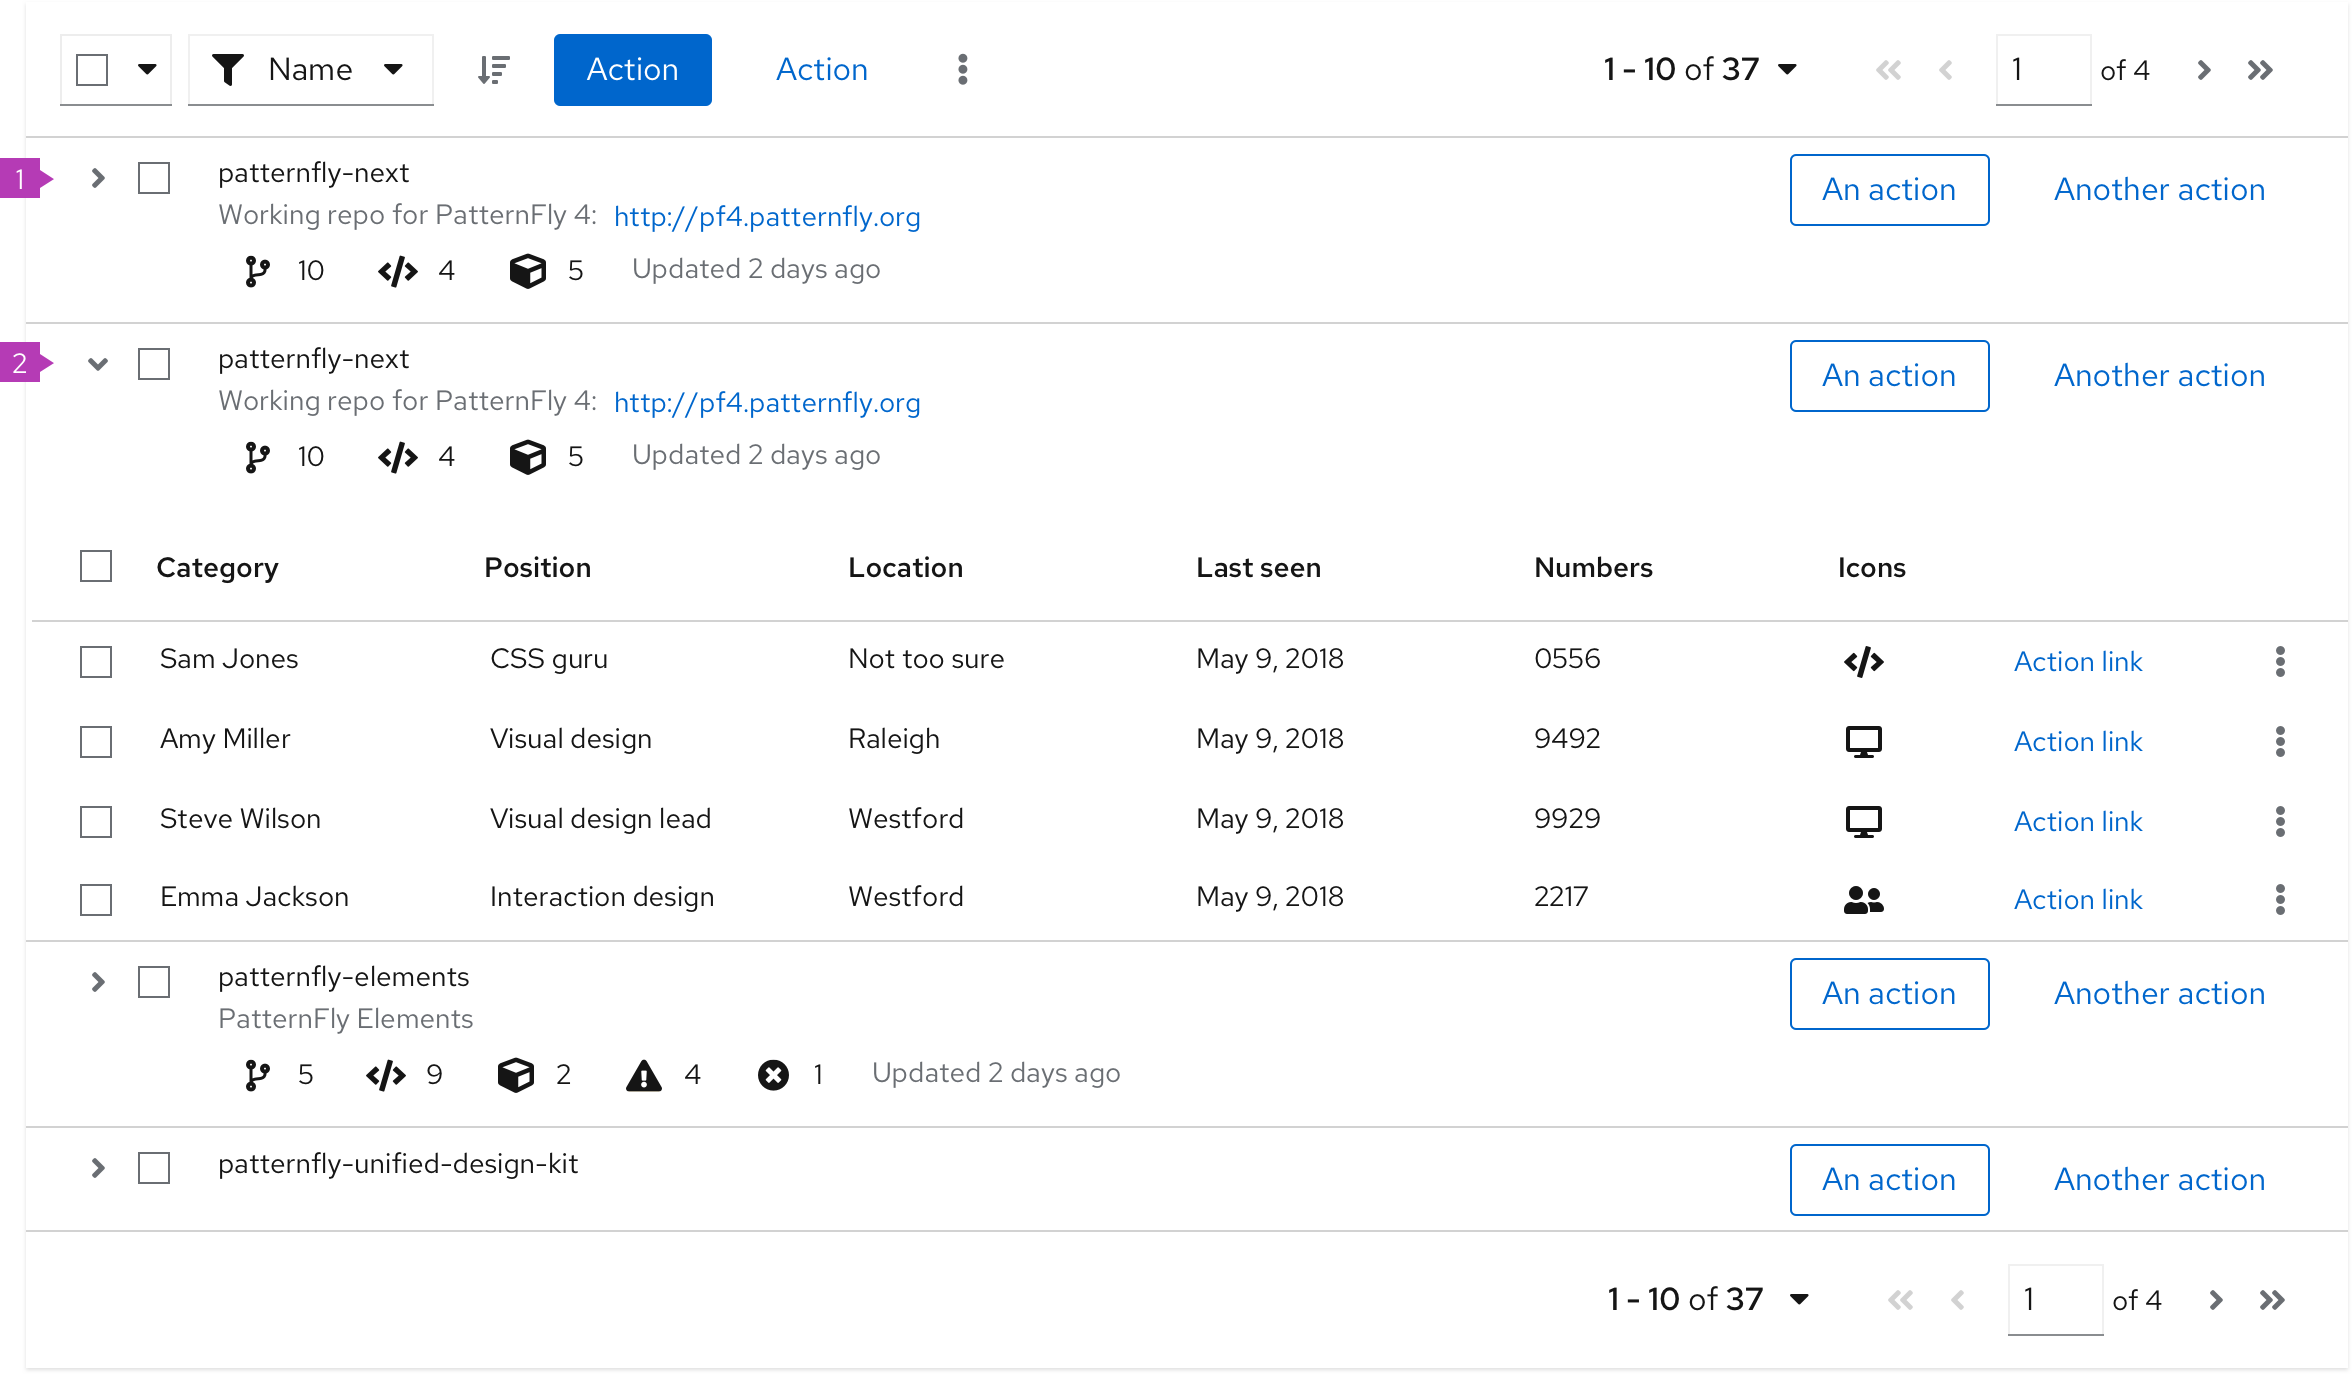 Name Action Action 1 - 10 of 37 1 of 4
1 patternfly-next An action Another action
Working repo for PatternFly 4: http://pf4.patternfly.org
10 4 5 Updated 2 days ago
2 patternfly-next An action Another action
Working repo for PatternFly 4: http://pf4.patternfly.org
10 4 5 Updated 2 days ago
Category Position Location Last seen Numbers Icons
Sam Jones CSS guru Not too sure May 9, 2018 0556 Action link
Amy Miller Visual design Raleigh May 9, 2018 9492 Action link
Steve Wilson Visual design lead Westford May 9, 2018 9929 Action link
Emma Jackson Interaction design Westford May 9, 2018 2217 Action link
patternfly-elements An action Another action
PatternFly Elements
5 9 2 4 1 Updated 2 days ago
patternfly-unified-design-kit An action Another action
1 - 10 of 37 1 of 4